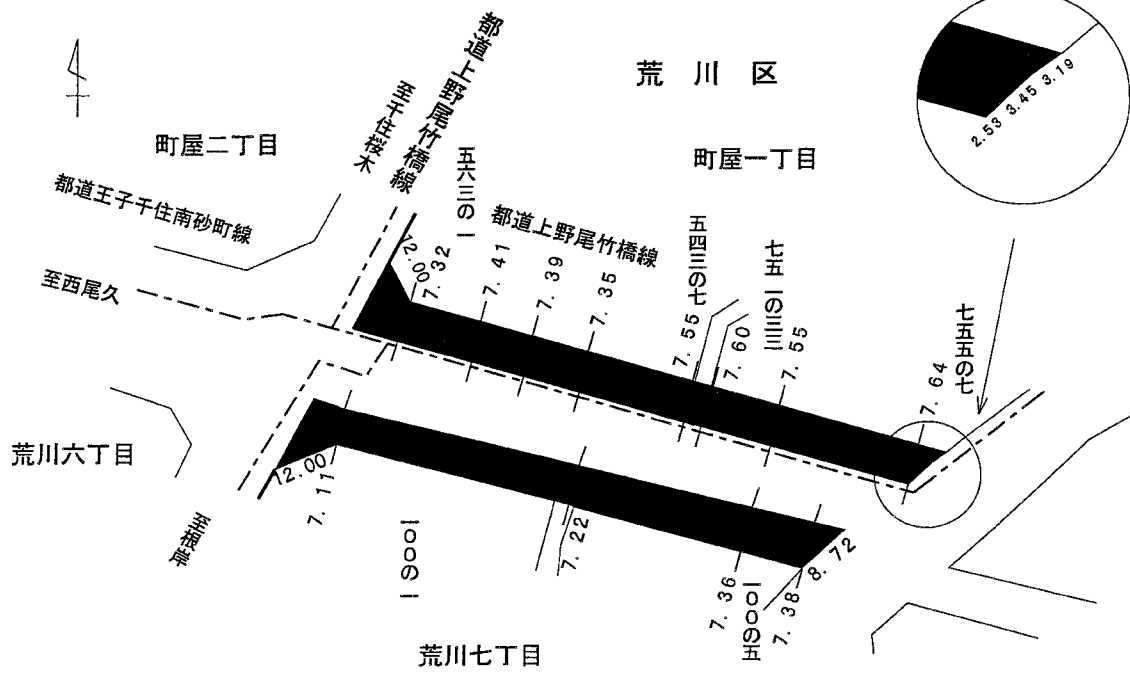 荒川区
都道上野尾竹橋線
至千住桜木
町屋二丁目
町屋一丁目
2.53 3.45 3.19
都道王子千住南砂町線
至西尾久
五六三の一
都道上野尾竹橋線
五四三の七
七五一の三三
七五五の七
12.00
7.32
7.41
7.39
7.35
7.55
7.60
7.55
7.64
荒川六丁目
12.00
7.11
至根岸
一〇〇の一
7.22
7.36
一〇〇の五
7.38
8.72
荒川七丁目